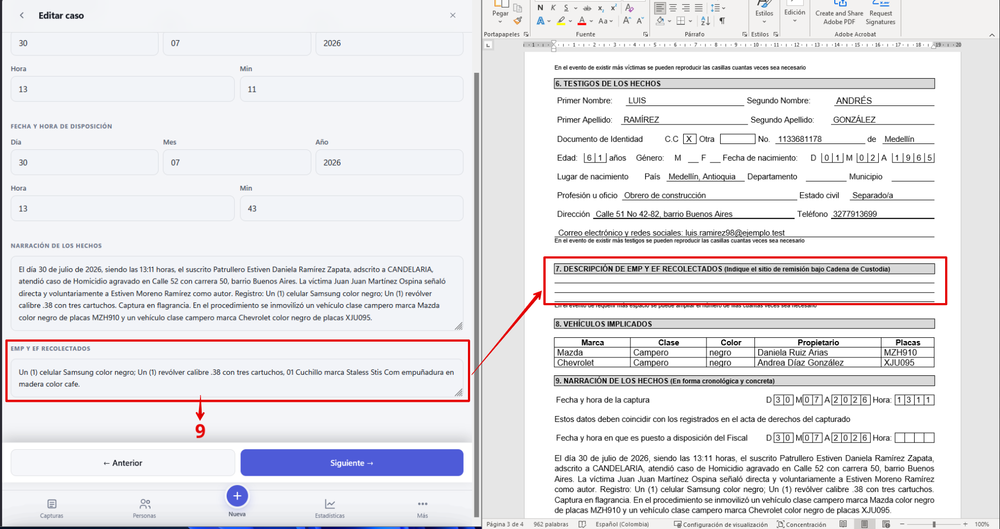 Editar caso
30
07
2026
Hora
Min
13
11
FECHA Y HORA DE DISPOSICIÓN
Día
Mes
Año
30
07
2026
Hora
Min
13
43
NARRACIÓN DE LOS HECHOS
El día 30 de julio de 2026, siendo las 13:11 horas, el suscrito Patrullero Estiven Daniela Ramírez Zapata, adscrito a CANDELARIA,
atendió caso de Homicidio agravado en Calle 52 con carrera 50, barrio Buenos Aires. La víctima Juan Juan Martínez Ospina señaló
directa y voluntariamente a Estiven Moreno Ramírez como autor. Registro: Un (1) celular Samsung color negro; Un (1) revólver
calibre .38 con tres cartuchos. Captura en flagrancia. En el procedimiento se inmovilizó un vehículo clase campero marca Mazda
color negro de placas MZH910 y un vehículo clase campero marca Chevrolet color negro de placas XJU095.
EMP Y EF RECOLECTADOS
Un (1) celular Samsung color negro; Un (1) revólver calibre .38 con tres cartuchos, 01 Cuchillo marca Staless Stis Com empuñadura en
madera color cafe.
9
← Anterior
Siguiente →
Capturas
Personas
Nueva
Estadísticas
Más
Pegar
Portapapeles
N K S ab x₂ x² A
A A Aa A A
Fuente
Párrafo
Estilos
Estilos
Edición
Create and Share
Adobe PDF
Request
Signatures
Adobe Acrobat
1 1 2 3 4 5 6 7 8 9 10 11 12 13 14 15 16 17 18 19 20
En el evento de existir más víctimas se pueden reproducir las casillas cuantas veces sea necesario
6. TESTIGOS DE LOS HECHOS
Primer Nombre: LUIS Segundo Nombre: ANDRÉS
Primer Apellido: RAMÍREZ Segundo Apellido: GONZÁLEZ
Documento de Identidad C.C X Otra No. 1133681178 de Medellín
Edad: 6 1 años Género: M F Fecha de nacimiento: D 0 1 M 0 2 A 1 9 6 5
Lugar de nacimiento País Medellín, Antioquia Departamento Municipio
Profesión u oficio Obrero de construcción Estado civil Separado/a
Dirección Calle 51 No 42-82, barrio Buenos Aires Teléfono 3277913699
Correo electrónico y redes sociales: luis.ramirez98@ejemplo.test
En el evento de existir más testigos se pueden reproducir las casillas cuantas veces sea necesario
7. DESCRIPCIÓN DE EMP Y EF RECOLECTADOS (Indique el sitio de remisión bajo Cadena de Custodia)
En el evento de requerir más espacio se puede ampliar el número de filas cuantas veces sea necesario
8. VEHÍCULOS IMPLICADOS
Marca Clase Color Propietario Placas
Mazda Campero negro Daniela Ruiz Arias MZH910
Chevrolet Campero negro Andrea Díaz González XJU095
9. NARRACIÓN DE LOS HECHOS (En forma cronológica y concreta)
Fecha y hora de la captura D 3 0 M 0 7 A 2 0 2 6 Hora: 1 3 1 1
Estos datos deben coincidir con los registrados en el acta de derechos del capturado
Fecha y hora en que es puesto a disposición del Fiscal D 3 0 M 0 7 A 2 0 2 6 Hora:
El día 30 de julio de 2026, siendo las 13:11 horas, el suscrito Patrullero Estiven Daniela Ramírez Zapata,
adscrito a CANDELARIA, atendió caso de Homicidio agravado en Calle 52 con carrera 50, barrio Buenos
Aires. La víctima Juan Juan Martínez Ospina señaló directa y voluntariamente a Estiven Moreno Ramírez
como autor. Registro: Un (1) celular Samsung color negro; Un (1) revólver calibre .38 con tres cartuchos.
Captura en flagrancia. En el procedimiento se inmovilizó un vehículo clase campero marca Mazda color negro
de placas MZH910 y un vehículo clase campero marca Chevrolet color negro de placas XJU095.
Página 3 de 4 962 palabras Español (Colombia) Configuración de visualización Concentración 100%